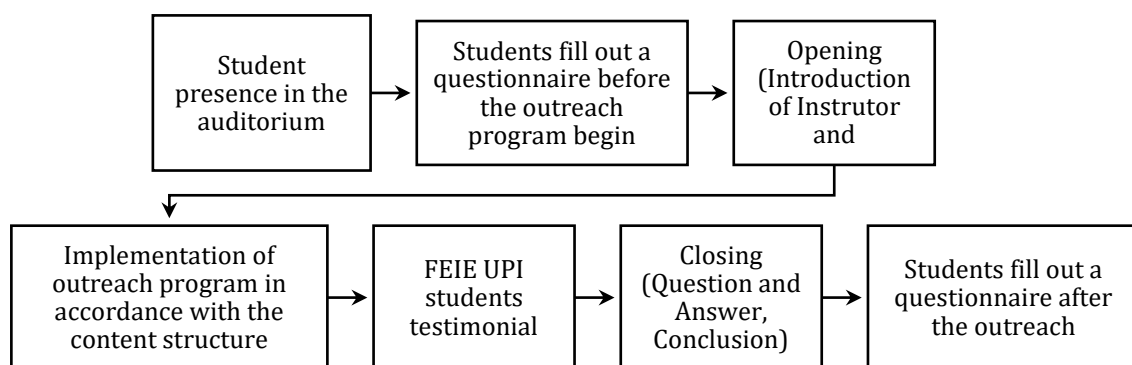 Student
presence in the
auditorium
Students fill out a
questionnaire before
the outreach
program begin
Opening
(Introduction
of Instrutor
and
Implementation of
outreach program in
accordance with the
content structure
FEIE UPI
students
testimonial
Closing
(Question and
Answer,
Conclusion)
Students fill out a
questionnaire after
the outreach